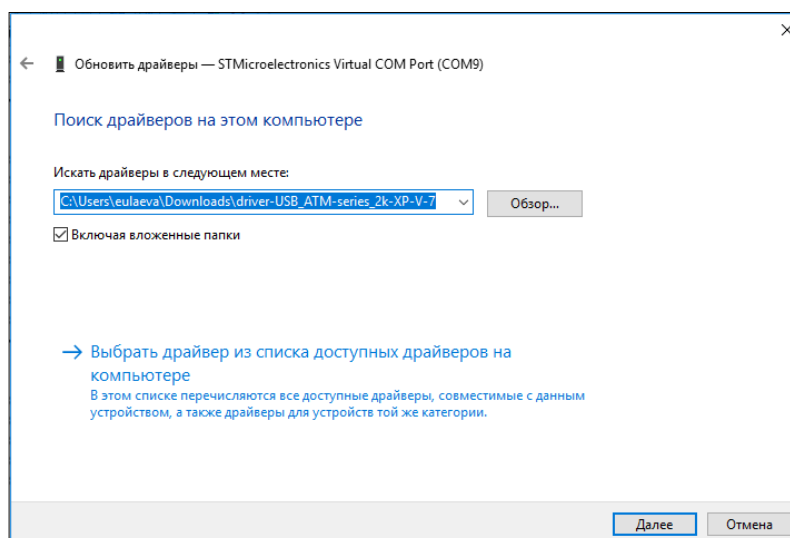 Обновить драйверы — STMicroelectronics Virtual COM Port (COM9)
Поиск драйверов на этом компьютере
Искать драйверы в следующем месте:
C:\Users\eulaeva\Downloads\driver-USB_ATM-series_2k-XP-V-7
Обзор...
Включая вложенные папки
Выбрать драйвер из списка доступных драйверов на
компьютере
В этом списке перечисляются все доступные драйверы, совместимые с данным
устройством, а также драйверы для устройств той же категории.
Далее
Отмена